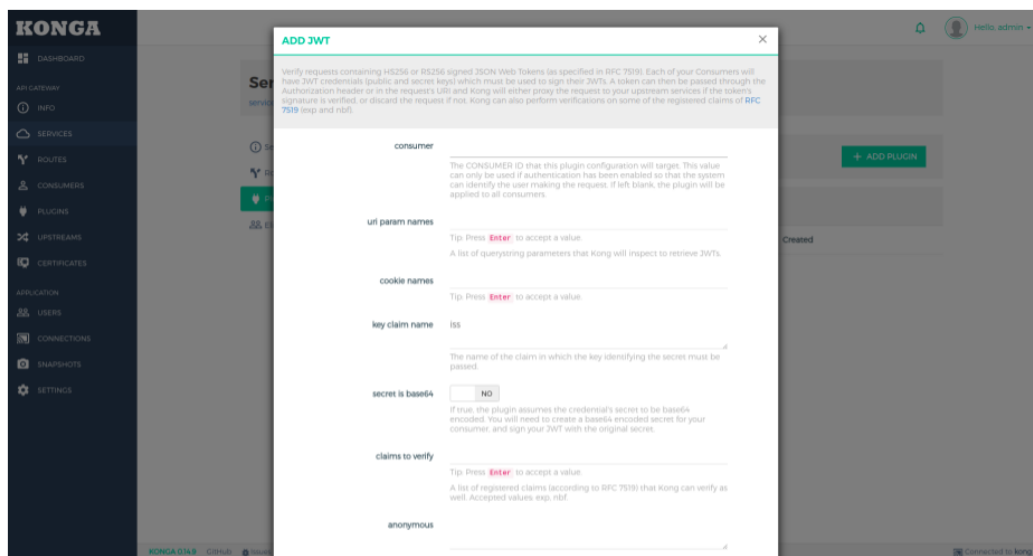 KONGA
Hello, admin
DASHBOARD
API GATEWAY
INFO
SERVICES
ROUTES
CONSUMERS
PLUGINS
UPSTREAMS
CERTIFICATES
APPLICATION
USERS
CONNECTIONS
SNAPSHOTS
SETTINGS
Ser
service
Se
Ro
ADD PLUGIN
Created
ADD JWT
Verify requests containing HS256 or RS256 signed JSON Web Tokens (as specified in RFC 7519). Each of your Consumers will
have JWT credentials (public and secret keys) which must be used to sign their JWTs. A token can then be passed through the
Authorization header or in the request's URI and Kong will either proxy the request to your upstream services if the token's
signature is verified, or discard the request if not. Kong can also perform verifications on some of the registered claims of RFC
7519 (exp and nbf).
consumer
The CONSUMER ID that this plugin configuration will target. This value
can only be used if authentication has been enabled so that the system
can identify the user making the request. If left blank, the plugin will be
applied to all consumers.
uri param names
Tip: Press Enter to accept a value.
A list of querystring parameters that Kong will inspect to retrieve JWTs.
cookie names
Tip: Press Enter to accept a value.
key claim name
iss
The name of the claim in which the key identifying the secret must be
passed.
secret is base64
NO
If true, the plugin assumes the credential's secret to be base64
encoded. You will need to create a base64 encoded secret for your
consumer, and sign your JWT with the original secret.
claims to verify
Tip: Press Enter to accept a value.
A list of registered claims (according to RFC 7519) that Kong can verify as
well. Accepted values: exp, nbf.
anonymous
KONGA 0.14.9
GitHub
Connected to kong